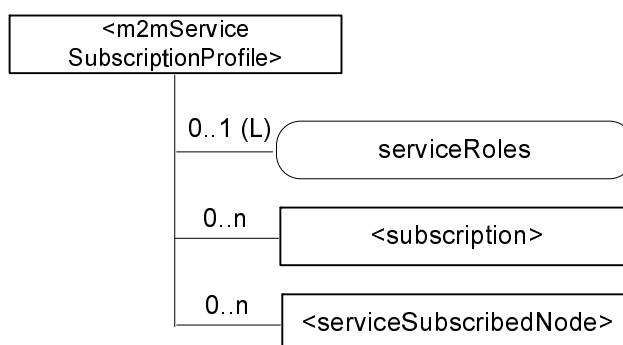 <m2mService
SubscriptionProfile>
0..1 (L)
serviceRoles
0..n
<subscription>
0..n
<serviceSubscribedNode>